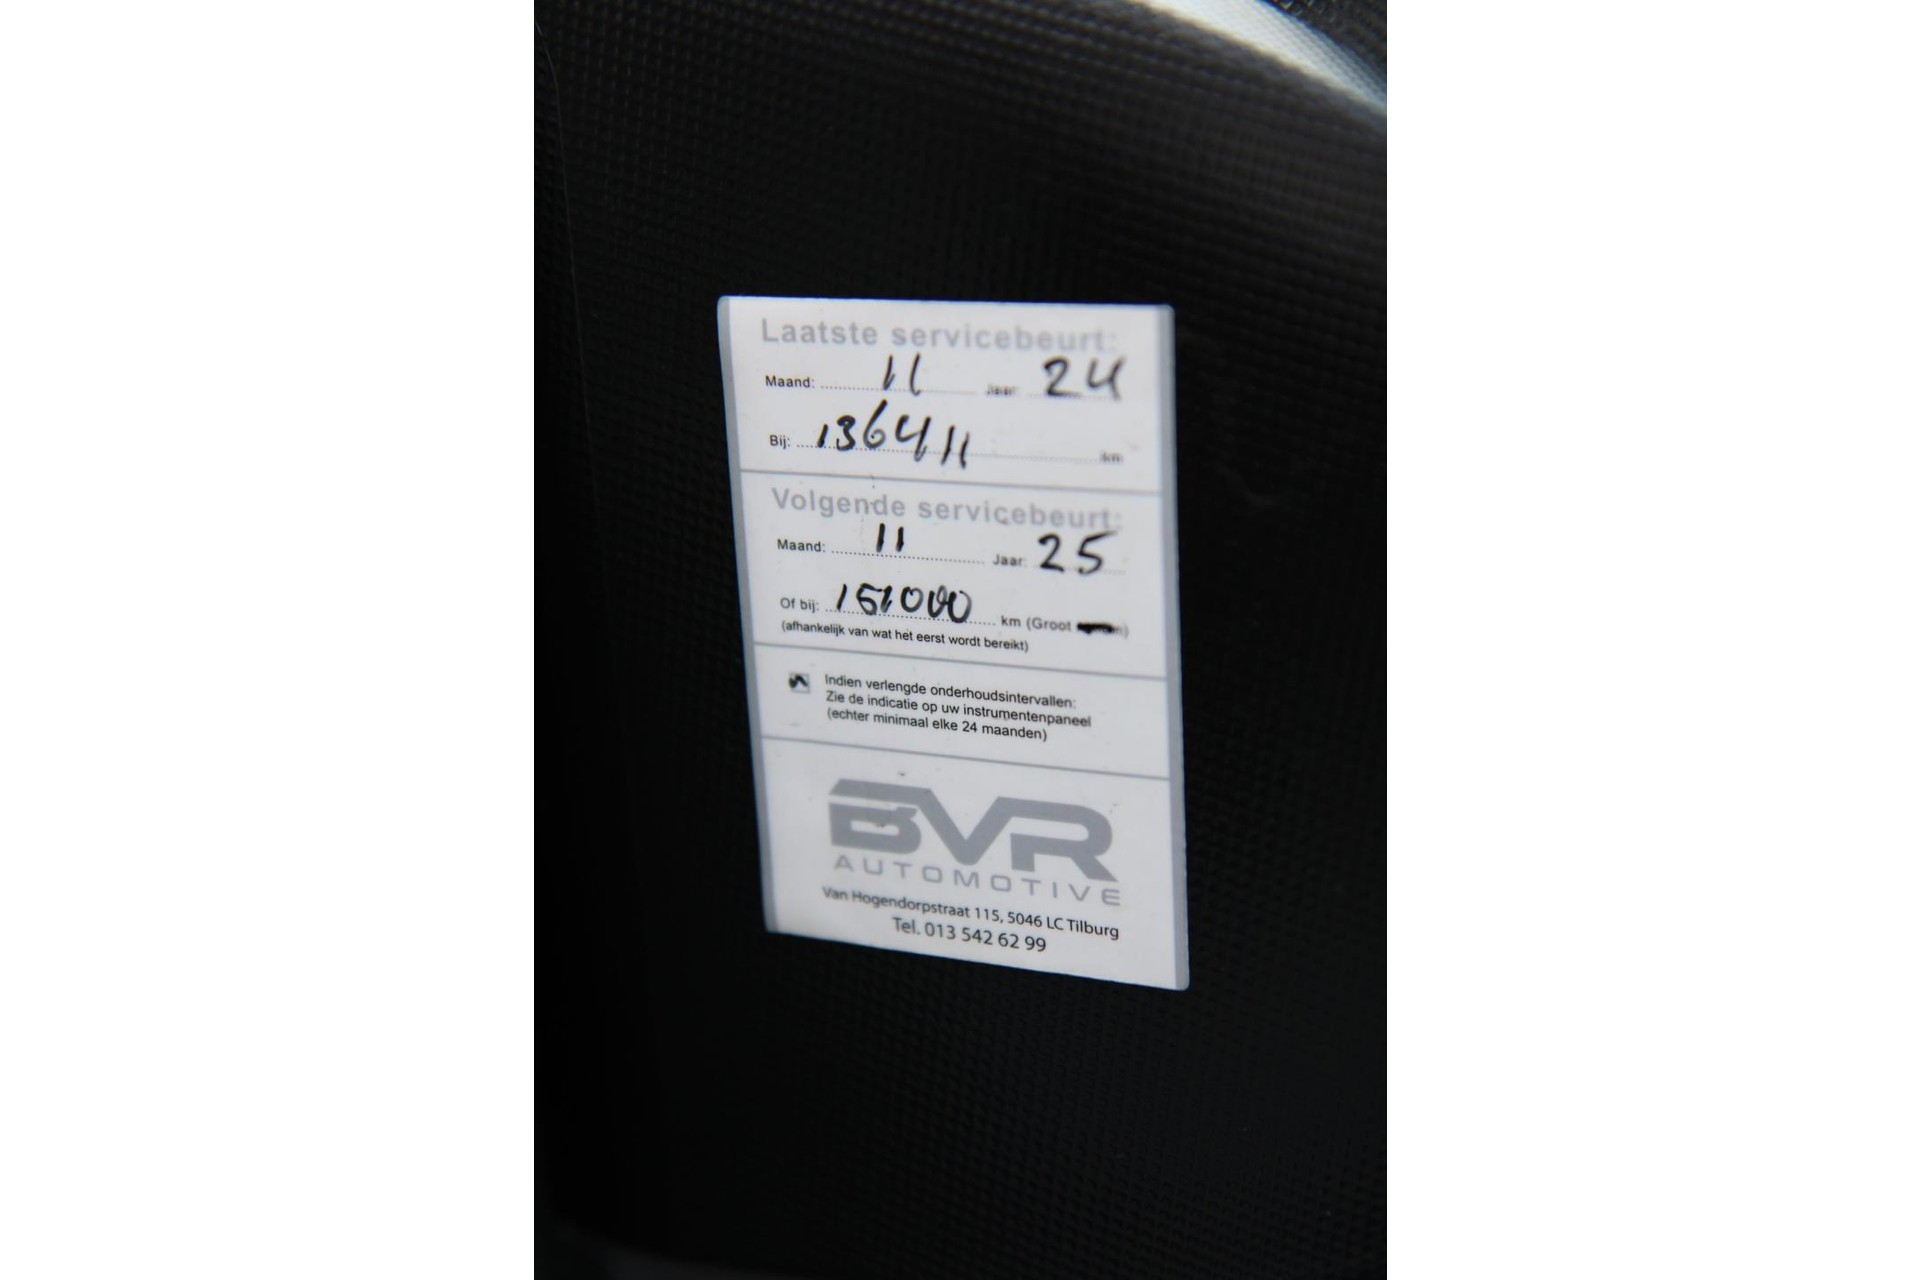 Laatste servicebeurt:
Maand: 11 Jaar: 24
Bij: 136411 km
Volgende servicebeurt:
Maand: 11 Jaar: 25
Of bij: 151000 km (Groot )
(afhankelijk van wat het eerst wordt bereikt)
Indien verlengde onderhoudsintervallen:
Zie de indicatie op uw instrumentenpaneel
(echter minimaal elke 24 maanden)
BVR
AUTOMOTIVE
Van Hogendorpstraat 115, 5046 LC Tilburg
Tel. 013 542 62 99